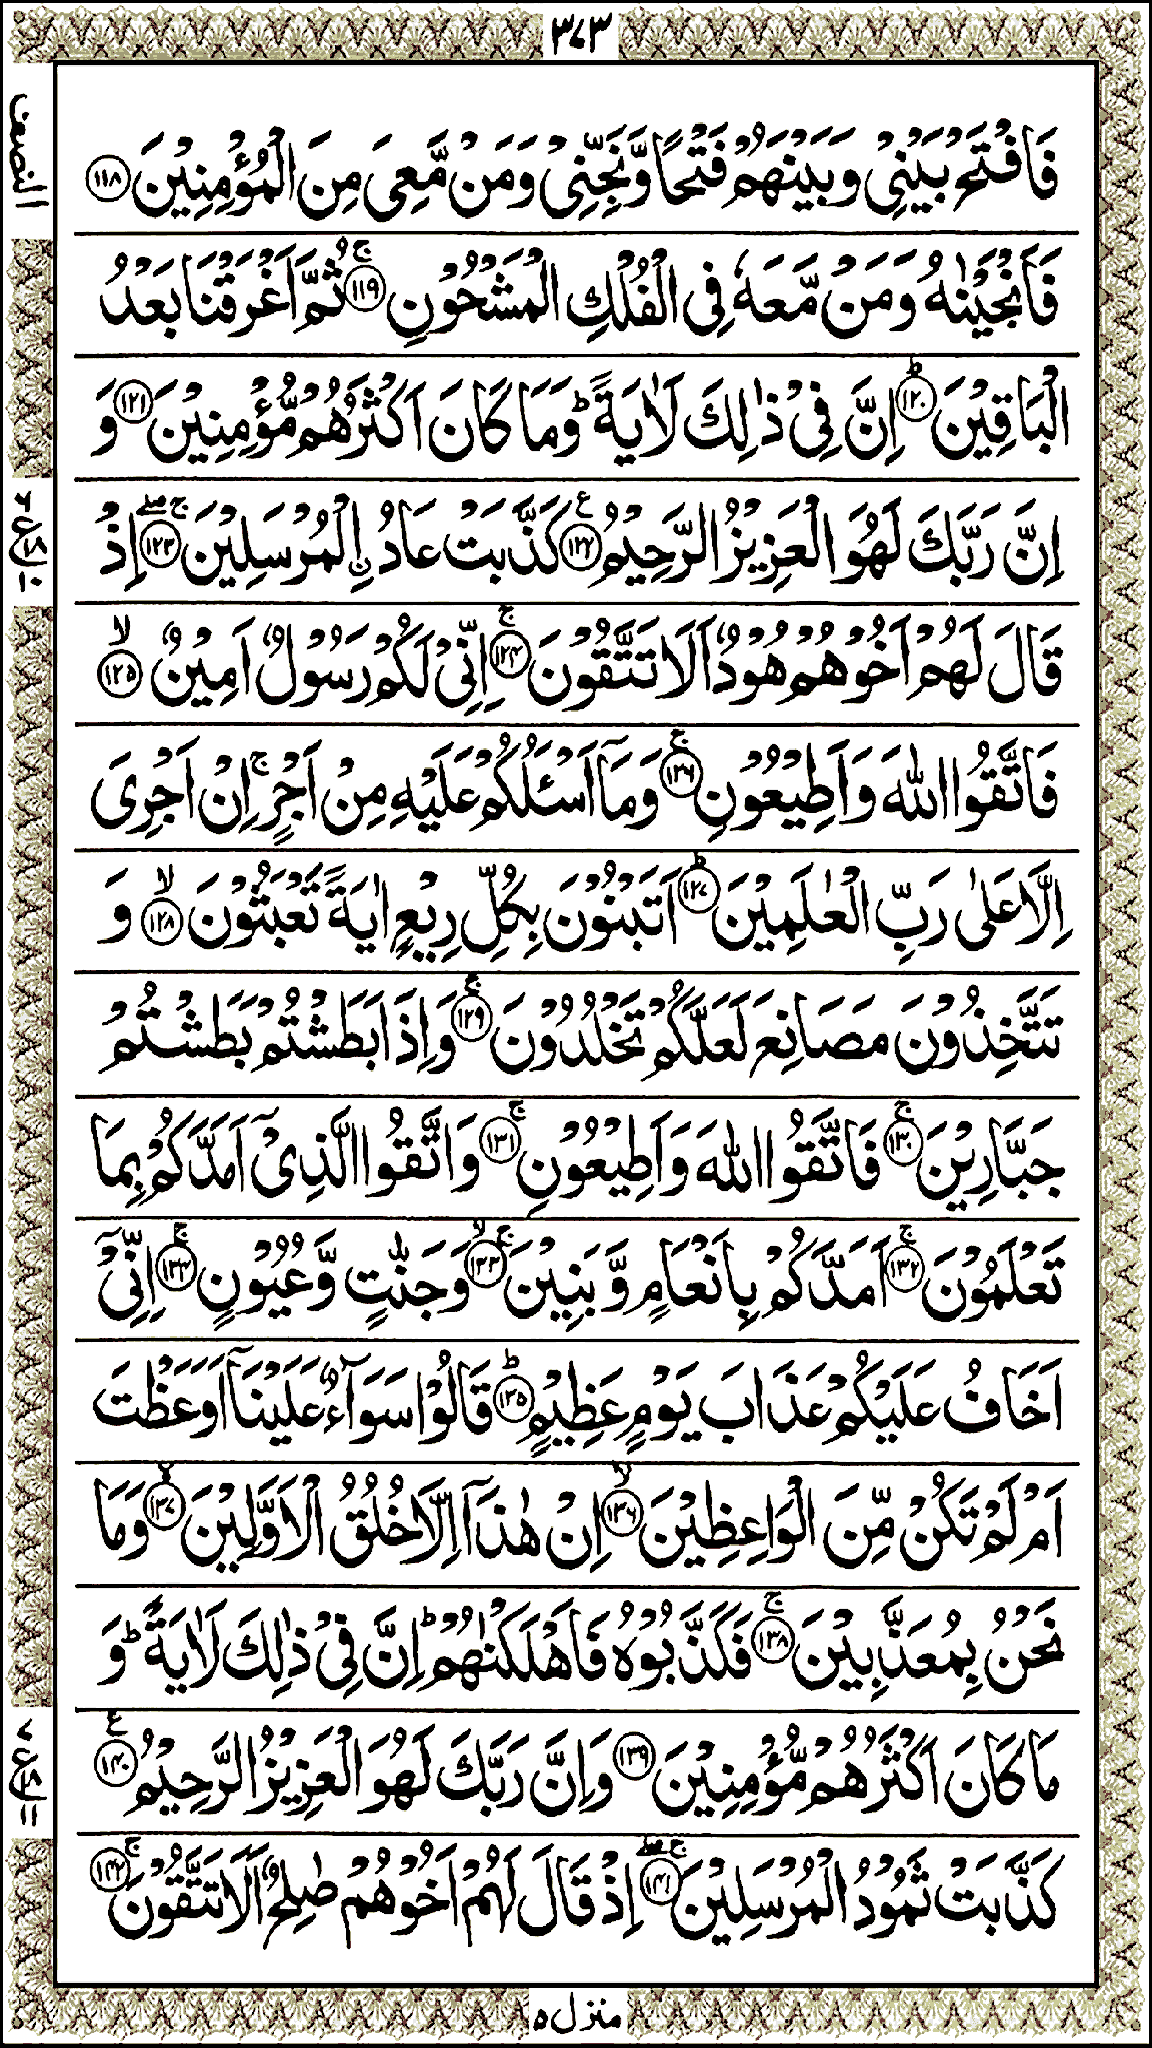 ٣٧٣
النصف
فَافْتَحْ بَيْنِيْ وَبَيْنَهُمْ فَتْحًا وَّنَجِّنِيْ وَمَنْ مَّعِيَ مِنَ الْمُؤْمِنِيْنَ ۝١١٨
فَاَنْجَيْنٰهُ وَمَنْ مَّعَهٗ فِي الْفُلْكِ الْمَشْحُوْنِ ۝١١٩ۚ ثُمَّ اَغْرَقْنَا بَعْدُ
الْبَاقِيْنَ ۝١٢٠ؕ اِنَّ فِيْ ذٰلِكَ لَاٰيَةً ؕ وَمَا كَانَ اَكْثَرُهُمْ مُّؤْمِنِيْنَ ۝١٢١ وَ
اِنَّ رَبَّكَ لَهُوَ الْعَزِيْزُ الرَّحِيْمُ ۝١٢٢ ع كَذَّبَتْ عَادُ ۨالْمُرْسَلِيْنَ ۝١٢٣ۚۖ اِذْ
٦ ع ١٨ ١٠
قَالَ لَهُمْ اَخُوْهُمْ هُوْدٌ اَلَا تَتَّقُوْنَ ۝١٢٤ۚ اِنِّيْ لَكُمْ رَسُوْلٌ اَمِيْنٌ ۝١٢٥ۙ
فَاتَّقُوا اللّٰهَ وَاَطِيْعُوْنِ ۝١٢٦ۚ وَمَاۤ اَسْـَٔلُكُمْ عَلَيْهِ مِنْ اَجْرٍ ۚ اِنْ اَجْرِيَ
اِلَّا عَلٰى رَبِّ الْعٰلَمِيْنَ ۝١٢٧ؕ اَتَبْنُوْنَ بِكُلِّ رِيْعٍ اٰيَةً تَعْبَثُوْنَ ۝١٢٨ۙ وَ
تَتَّخِذُوْنَ مَصَانِعَ لَعَلَّكُمْ تَخْلُدُوْنَ ۝١٢٩ۚ وَاِذَا بَطَشْتُمْ بَطَشْتُمْ
جَبَّارِيْنَ ۝١٣٠ۚ فَاتَّقُوا اللّٰهَ وَاَطِيْعُوْنِ ۝١٣١ۚ وَاتَّقُوا الَّذِيْۤ اَمَدَّكُمْ بِمَا
تَعْلَمُوْنَ ۝١٣٢ۚ اَمَدَّكُمْ بِاَنْعَامٍ وَّبَنِيْنَ ۝١٣٣ۚۙ وَجَنّٰتٍ وَّعُيُوْنٍ ۝١٣٤ۚ اِنِّيْۤ
اَخَافُ عَلَيْكُمْ عَذَابَ يَوْمٍ عَظِيْمٍ ۝١٣٥ؕ قَالُوْا سَوَآءٌ عَلَيْنَاۤ اَوَعَظْتَ
اَمْ لَمْ تَكُنْ مِّنَ الْوَاعِظِيْنَ ۝١٣٦ۙ اِنْ هٰذَاۤ اِلَّا خُلُقُ الْاَوَّلِيْنَ ۝١٣٧ۙ وَمَا
نَحْنُ بِمُعَذَّبِيْنَ ۝١٣٨ۚ فَكَذَّبُوْهُ فَاَهْلَكْنٰهُمْ ؕ اِنَّ فِيْ ذٰلِكَ لَاٰيَةً ؕ وَ
مَا كَانَ اَكْثَرُهُمْ مُّؤْمِنِيْنَ ۝١٣٩ وَاِنَّ رَبَّكَ لَهُوَ الْعَزِيْزُ الرَّحِيْمُ ۝١٤٠ ع
كَذَّبَتْ ثَمُوْدُ الْمُرْسَلِيْنَ ۝١٤١ۚۖ اِذْ قَالَ لَهُمْ اَخُوْهُمْ صٰلِحٌ اَلَا تَتَّقُوْنَ ۝١٤٢ۚ
منزل ٥